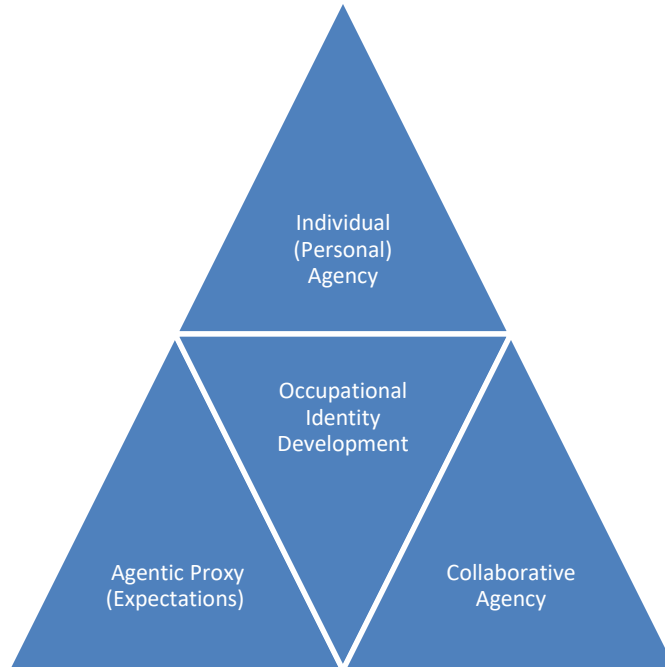 Individual
(Personal)
Agency
Occupational
Identity
Development
Agentic Proxy
(Expectations)
Collaborative
Agency